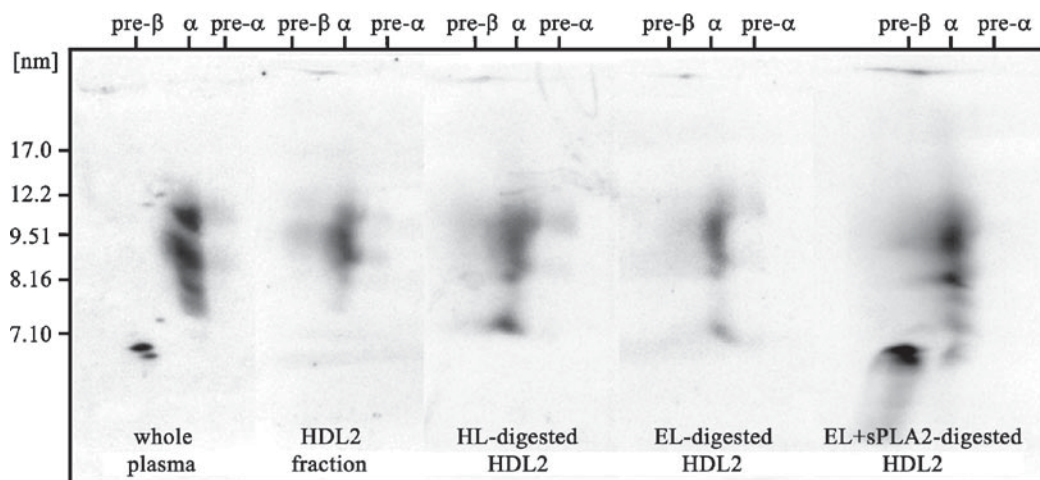 pre-β α pre-α pre-β α pre-α pre-β α pre-α pre-β α pre-α pre-β α pre-α
[nm]
17.0
12.2
9.51
8.16
7.10
whole HDL2 HL-digested EL-digested EL+sPLA2-digested
plasma fraction HDL2 HDL2 HDL2